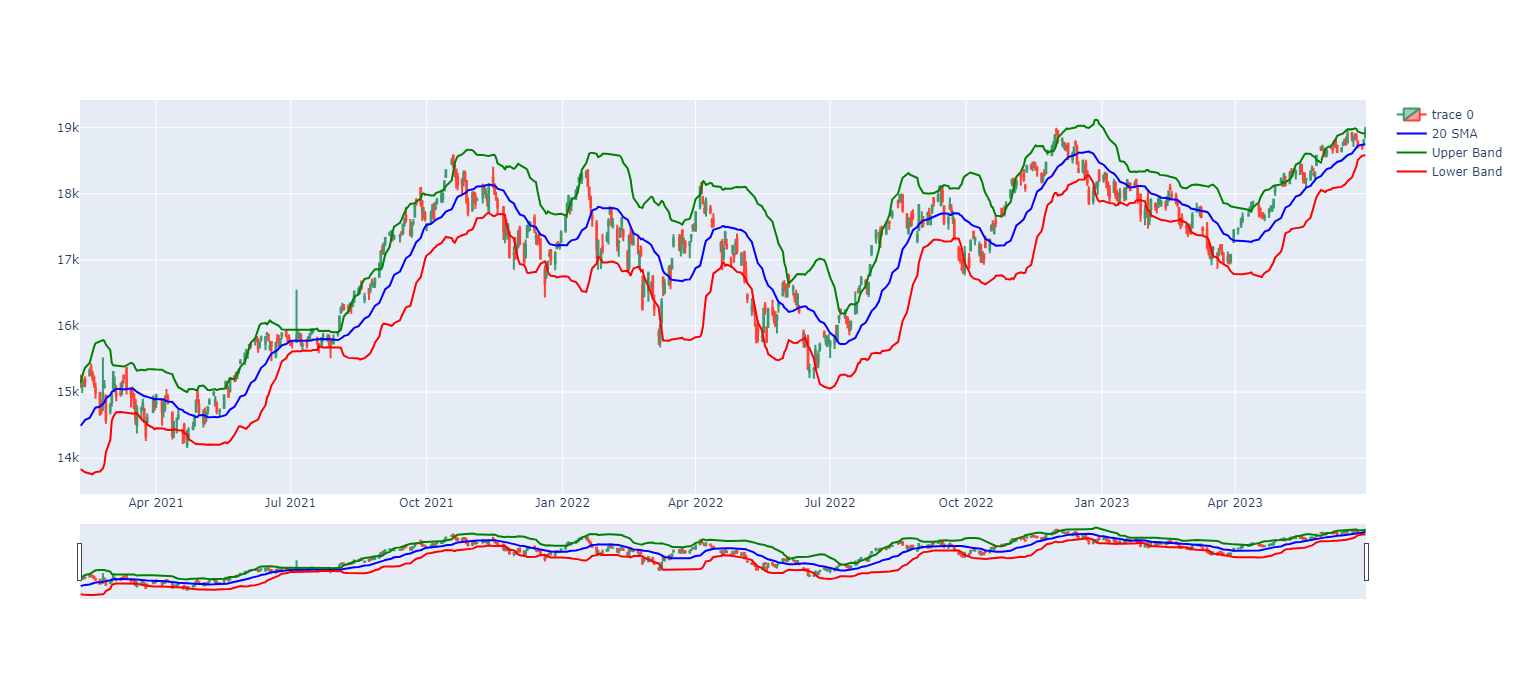 19k
18k
17k
16k
15k
14k
Apr 2021
Jul 2021
Oct 2021
Jan 2022
Apr 2022
Jul 2022
Oct 2022
Jan 2023
Apr 2023
trace 0
20 SMA
Upper Band
Lower Band